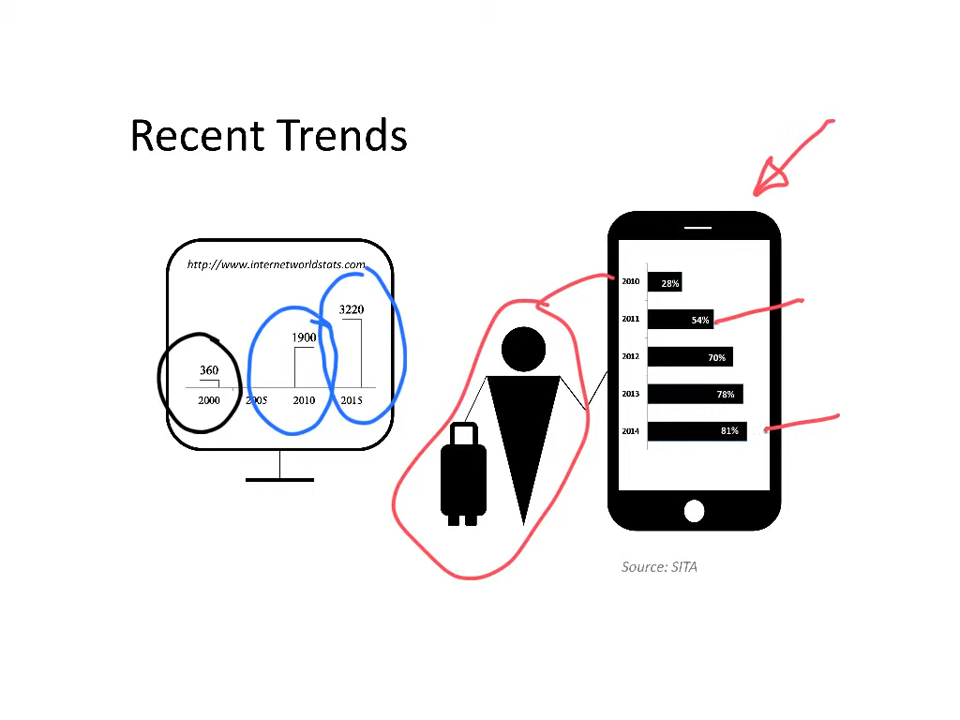 Recent Trends
http://www.internetworldstats.com
3220
1900
360
2000 2005 2010 2015
2010 28%
2011 54%
2012 70%
2013 78%
2014 81%
Source: SITA